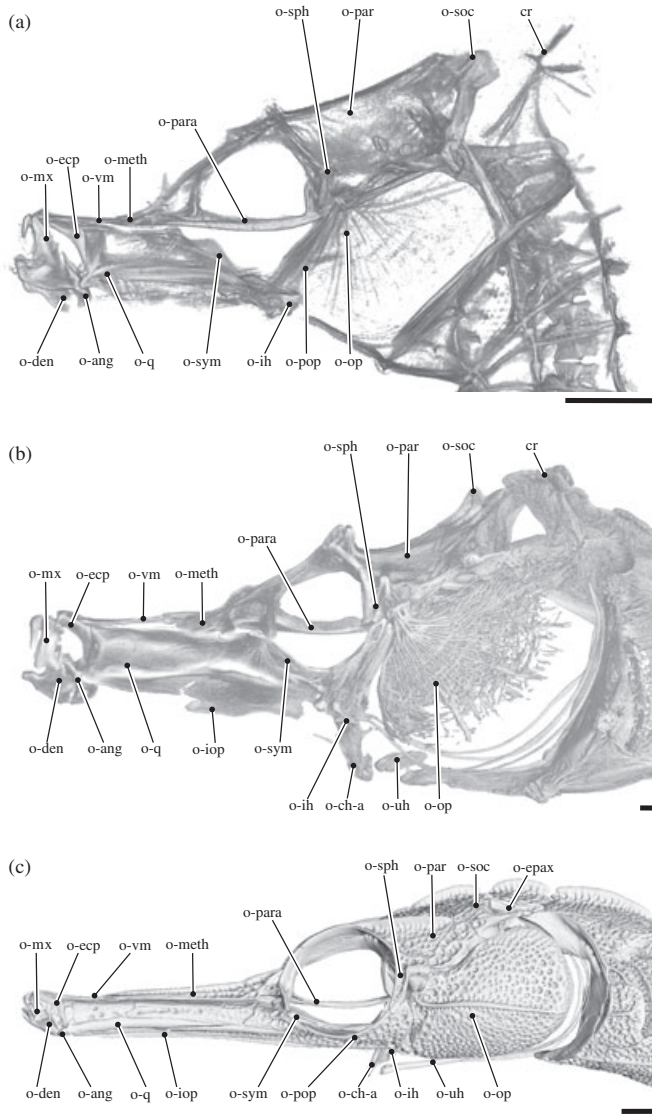 (a)
o-sph o-par o-soc cr
o-para
o-ecp o-meth
o-mx o-vm
o-den o-ang o-q o-sym o-ih o-pop o-op
(b)
o-sph o-par o-soc cr
o-para
o-mx o-ecp o-vm o-meth
o-den o-ang o-q o-iop o-sym
o-ih o-ch-a o-uh o-op
(c)
o-sph o-par o-soc o-epax
o-para
o-mx o-ecp o-vm o-meth
o-den o-ang o-q o-iop o-sym o-pop o-ch-a o-ih o-uh o-op